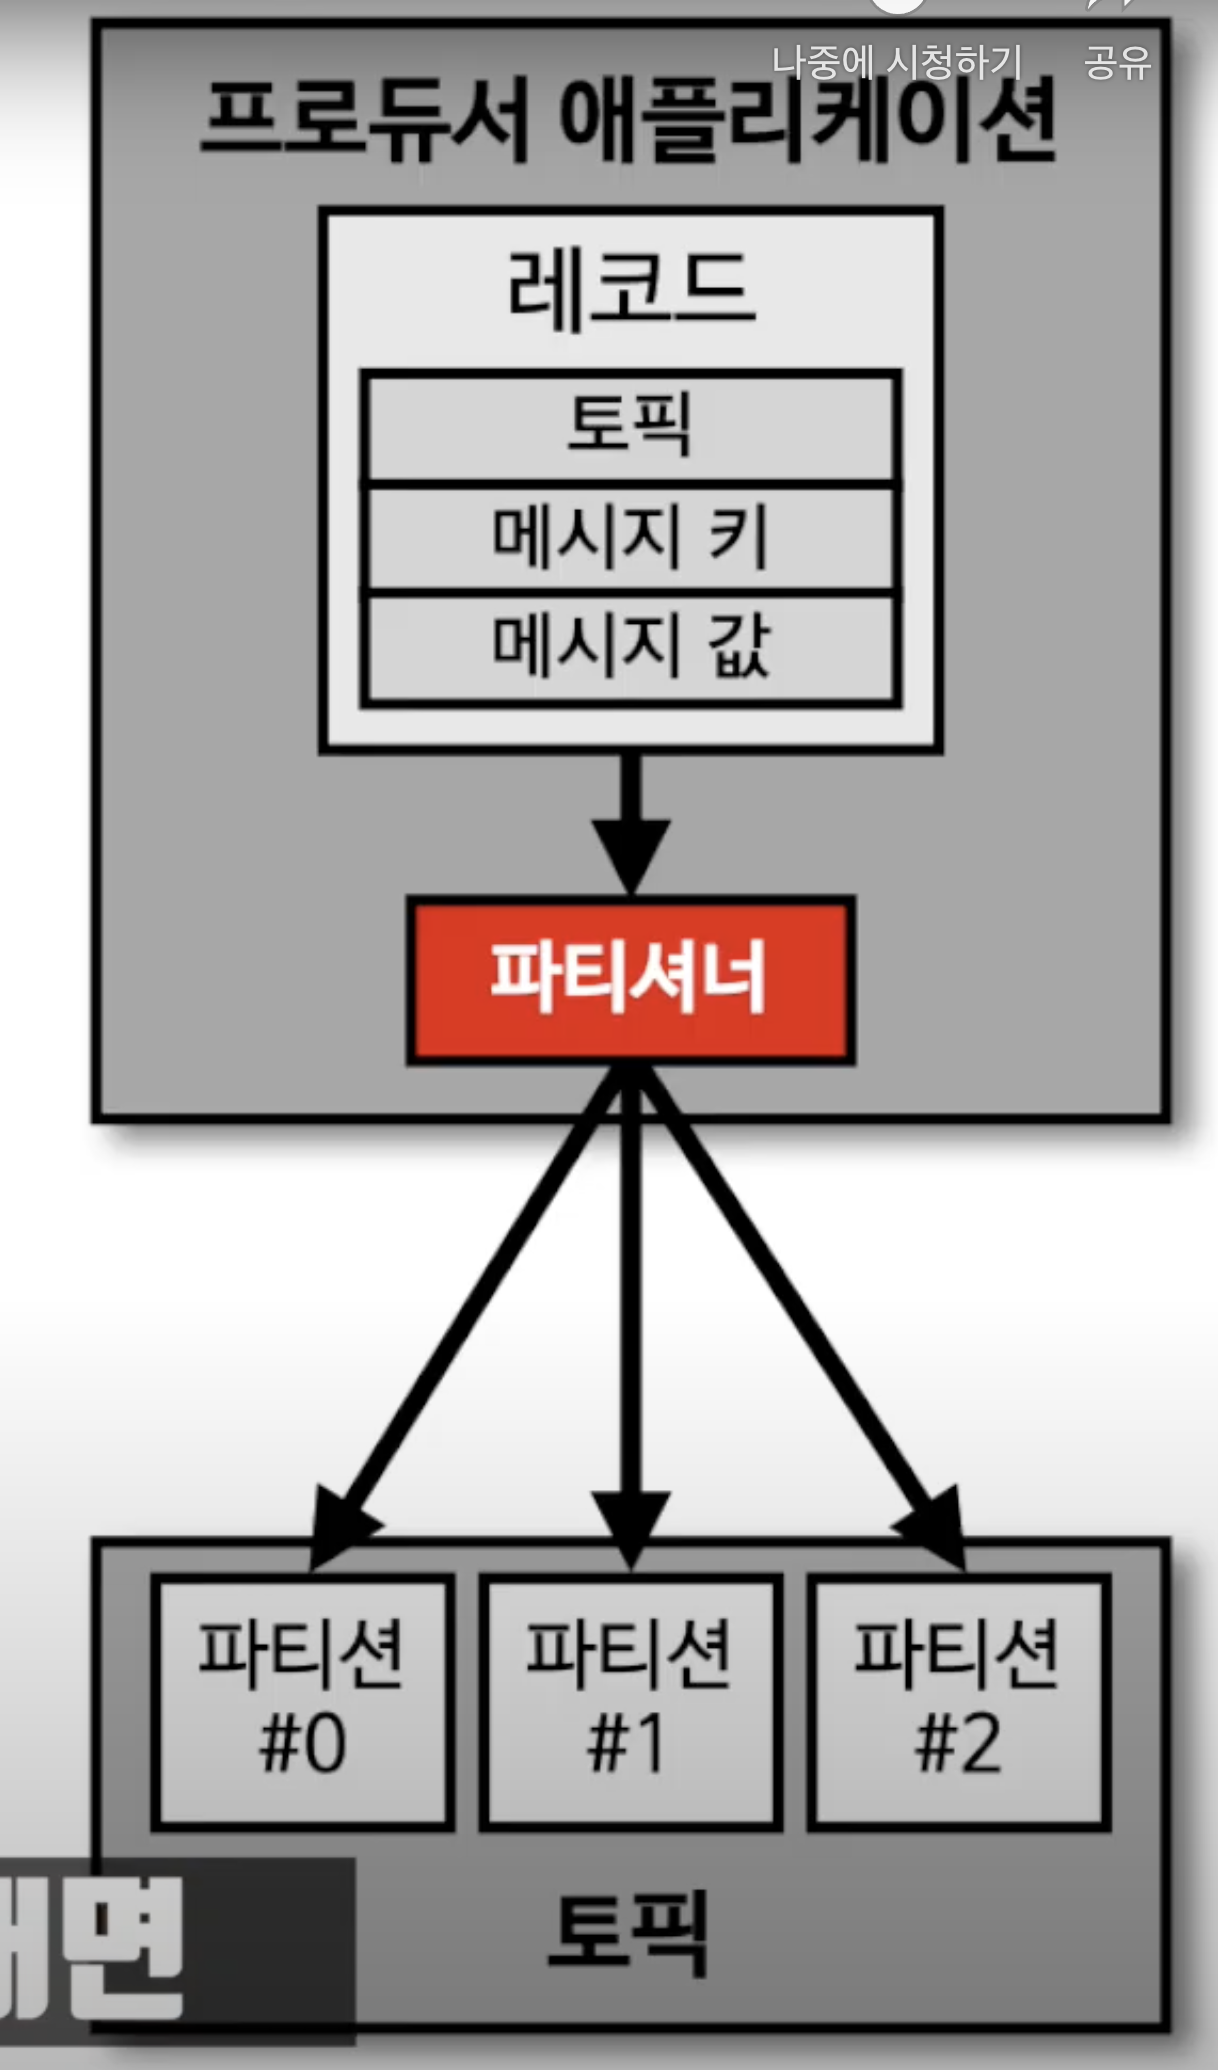 나중에 시청하기
공유
프로듀서 애플리케이션
레코드
토픽
메시지 키
메시지 값
파티셔너
파티션
#0
파티션
#1
파티션
#2
면
토픽